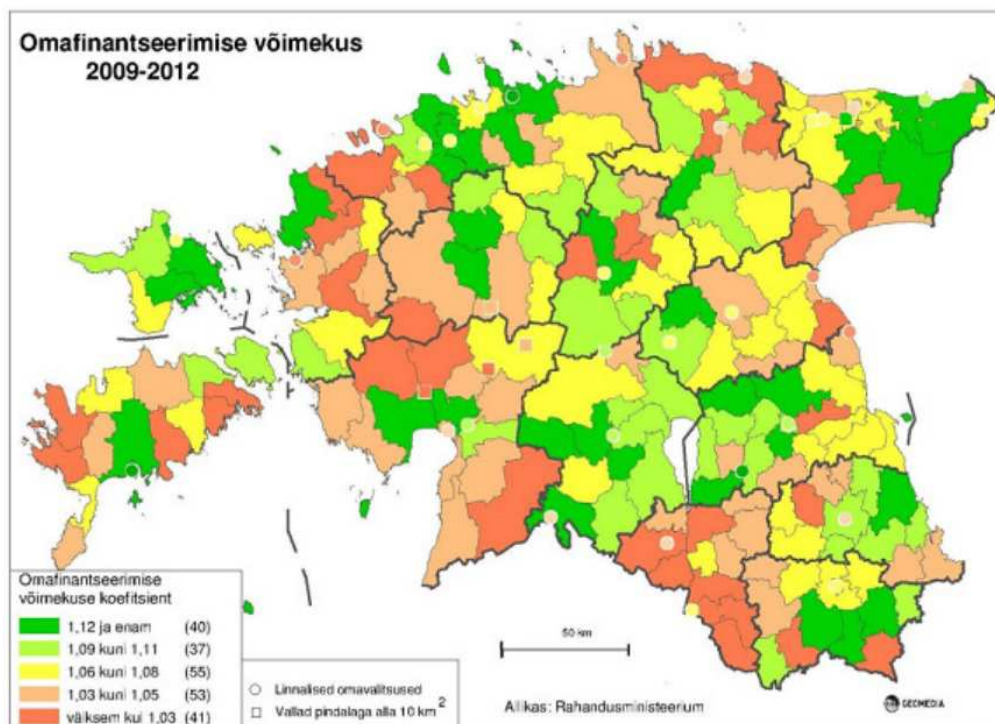 Omafinantseerimise võimekus
2009-2012
Omafinantseerimise
võimekuse koefitsient
1,12 ja enam (40)
1,09 kuni 1,11 (37)
1,06 kuni 1,08 (55)
1,03 kuni 1,05 (53)
väiksem kui 1,03 (41)
Linnalised omavalitsused
Vallad pindalaga alla 10 km2
50 km
Allikas: Rahandusministeerium
GEOMEDIA